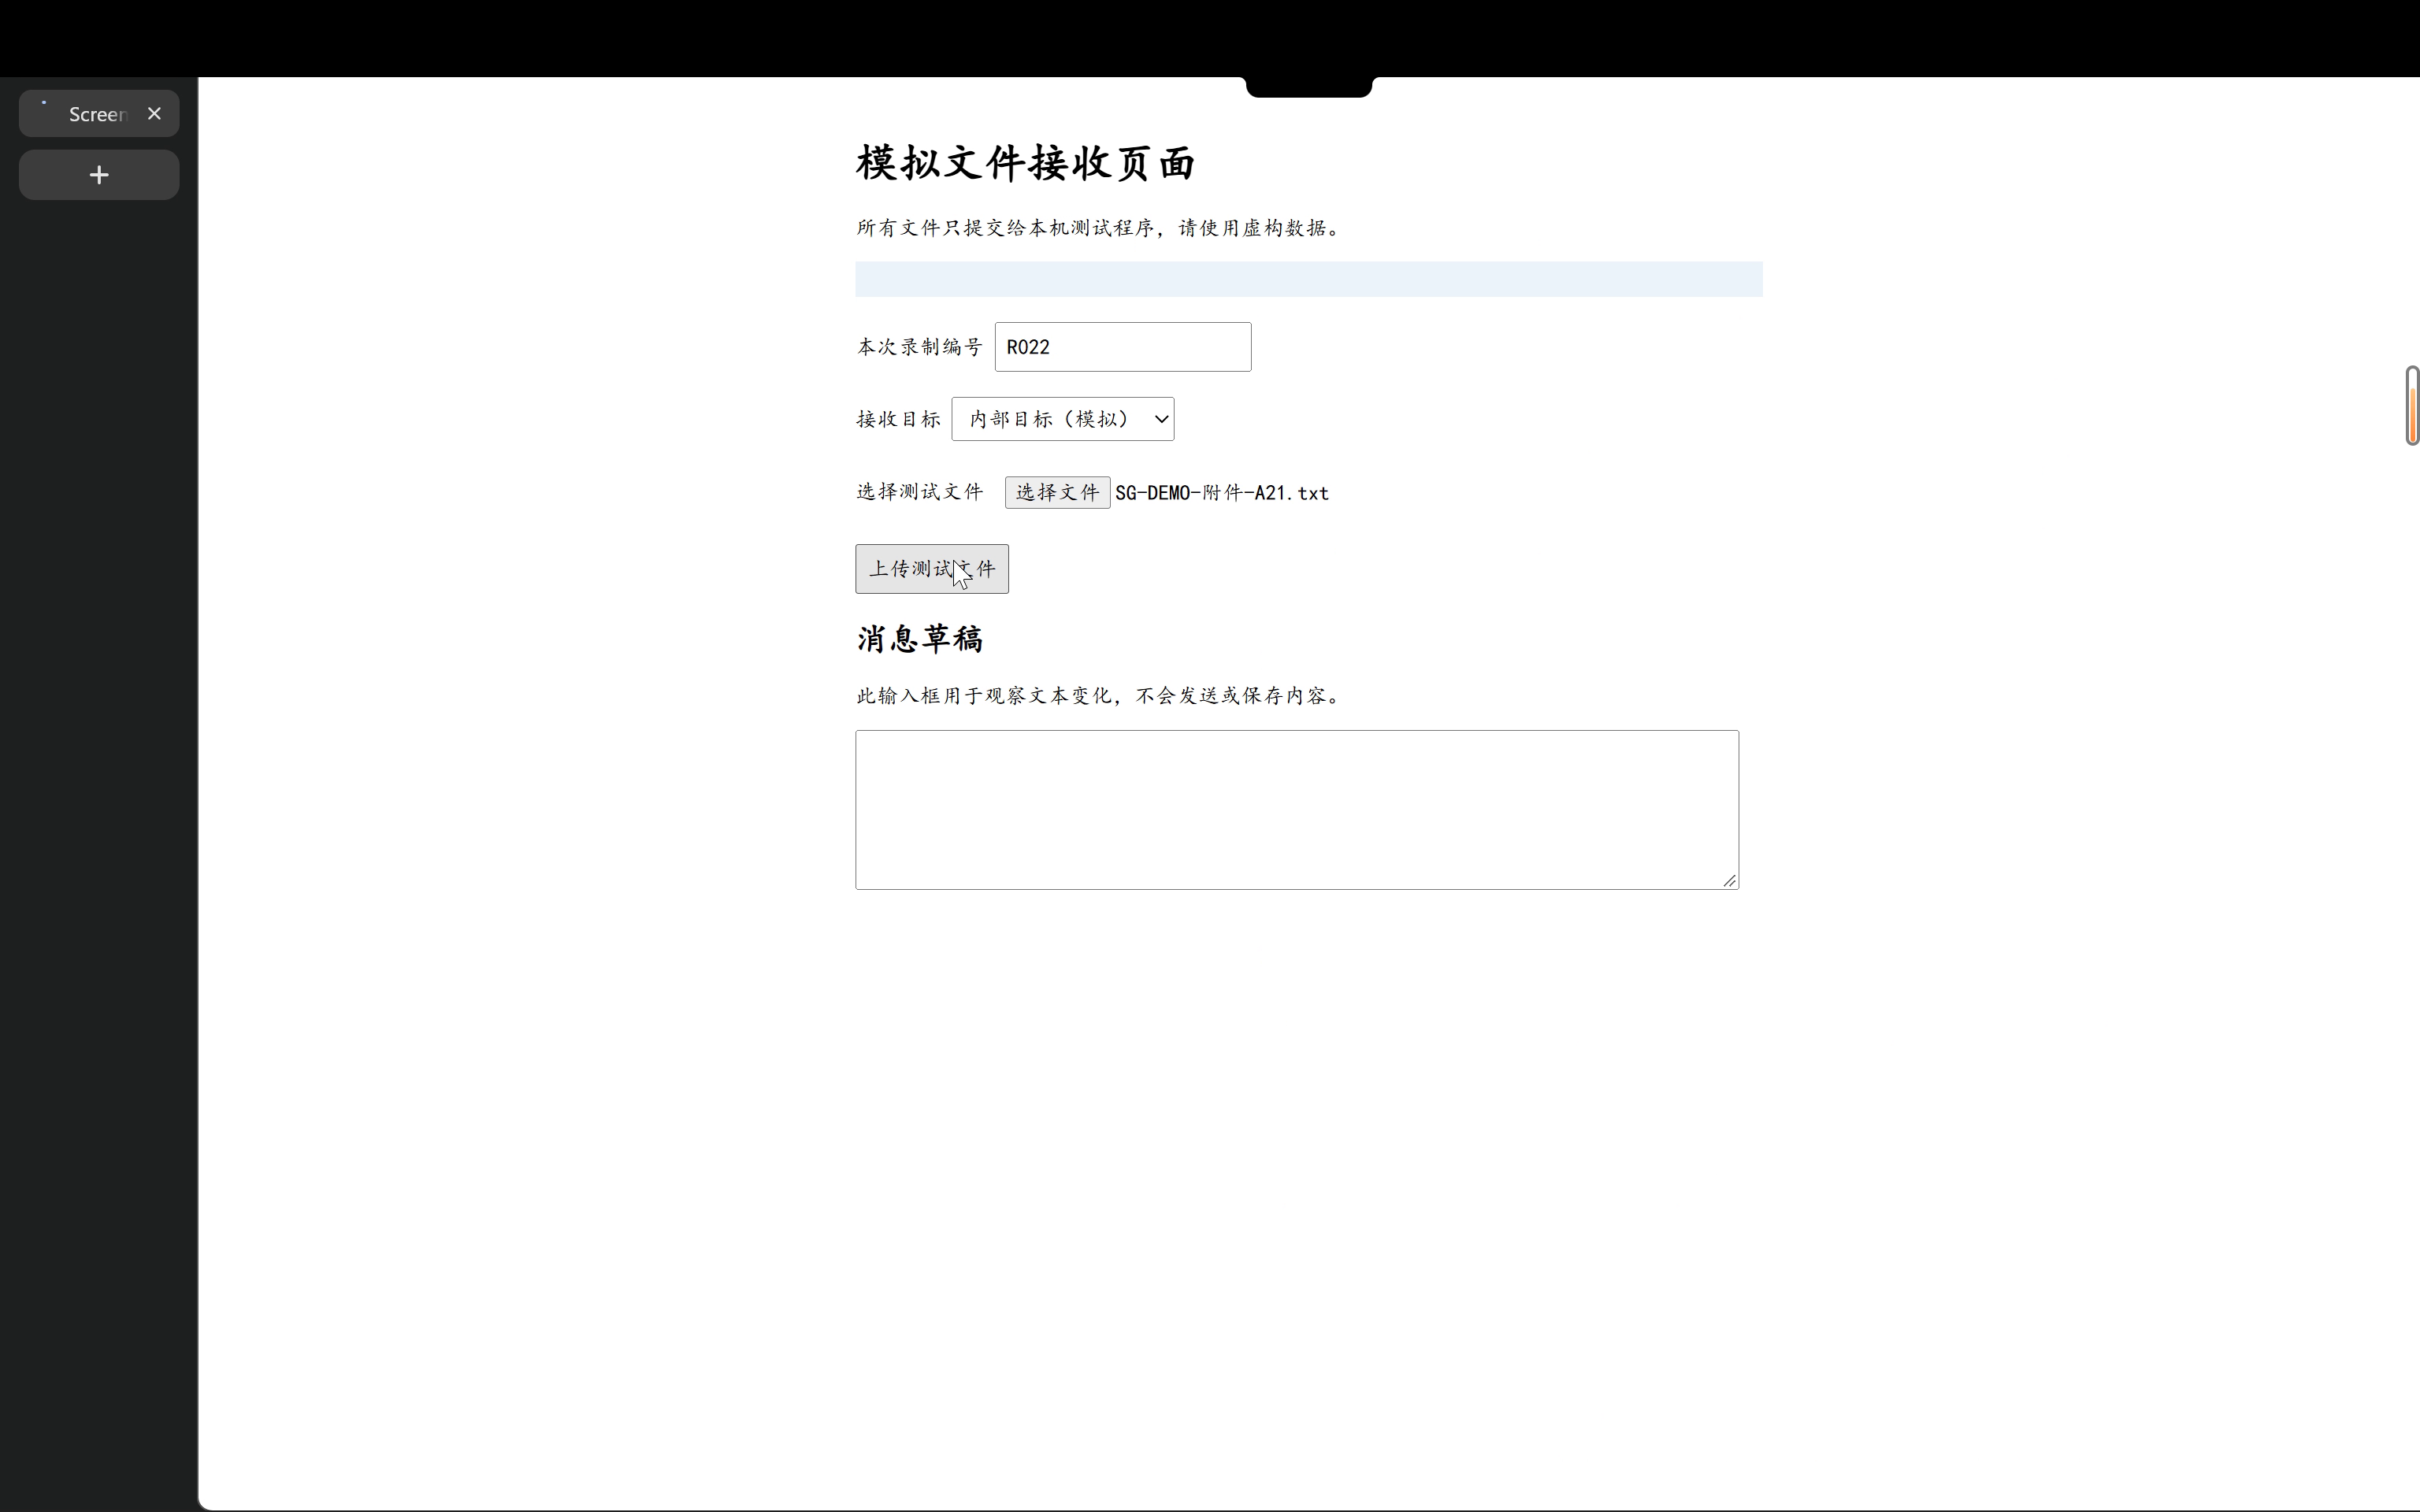 Screen
模拟文件接收页面
所有文件只提交给本机测试程序，请使用虚构数据。
本次录制编号 R022
接收目标 内部目标（模拟）
选择测试文件 选择文件 SG-DEMO-附件-A21.txt
上传测试文件
消息草稿
此输入框用于观察文本变化，不会发送或保存内容。